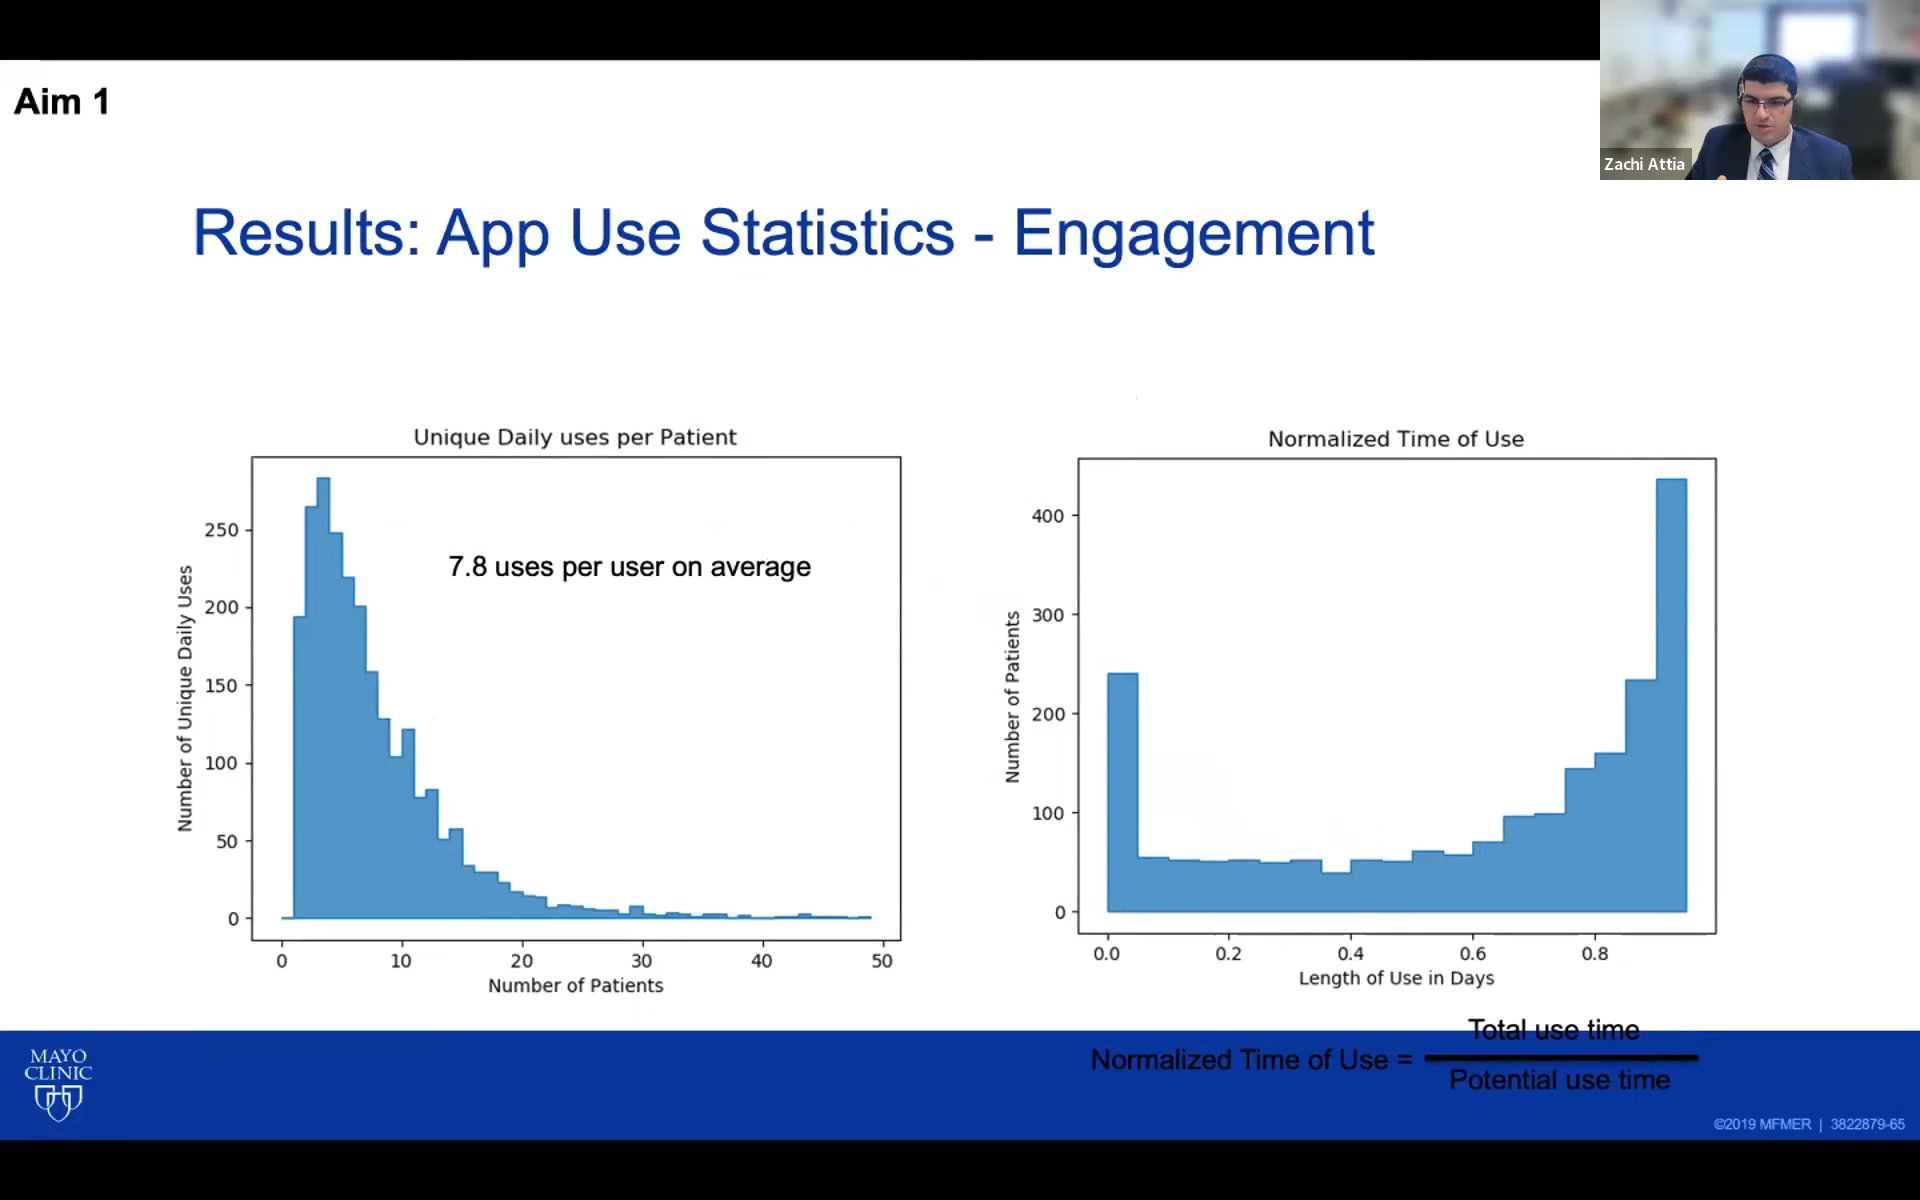 Aim 1
Zachi Attia
Results: App Use Statistics - Engagement
Unique Daily uses per Patient
Number of Unique Daily Uses
250
200
150
100
50
0
7.8 uses per user on average
0 10 20 30 40 50
Number of Patients
Normalized Time of Use
Number of Patients
400
300
200
100
0
0.0 0.2 0.4 0.6 0.8
Length of Use in Days
Total use time
Normalized Time of Use =
Potential use time
MAYO
CLINIC
©2019 MFMER | 3822879-65